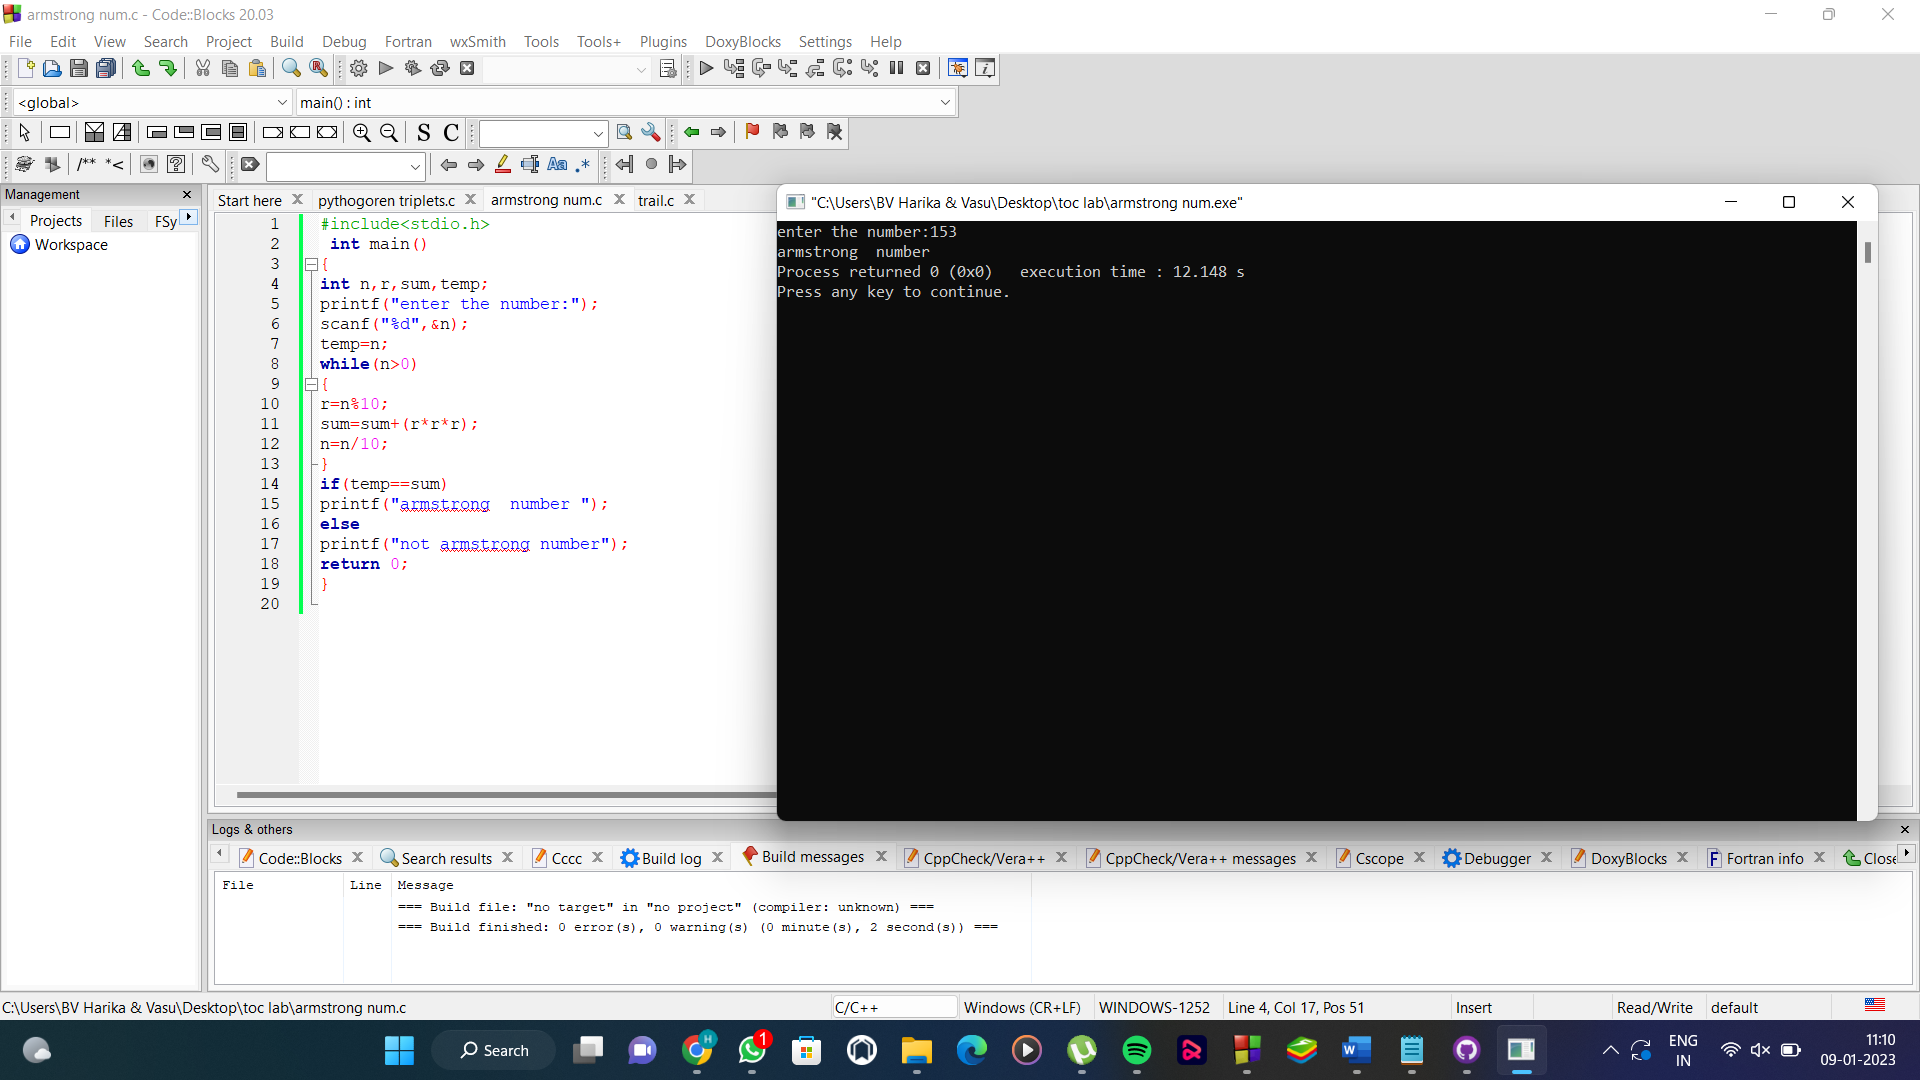 armstrong num.c - Code::Blocks 20.03
File Edit View Search Project Build Debug Fortran wxSmith Tools Tools+ Plugins DoxyBlocks Settings Help
<global> main() : int
S C
/** *< Aa .*
Management
Projects Files FSy
Workspace
Start here pythogoren triplets.c armstrong num.c trail.c
1 #include<stdio.h>
2 int main()
3 {
4 int n,r,sum,temp;
5 printf("enter the number:");
6 scanf("%d",&n);
7 temp=n;
8 while(n>0)
9 {
10 r=n%10;
11 sum=sum+(r*r*r);
12 n=n/10;
13 }
14 if(temp==sum)
15 printf("armstrong  number ");
16 else
17 printf("not armstrong number");
18 return 0;
19 }
20
"C:\Users\BV Harika & Vasu\Desktop\toc lab\armstrong num.exe"
enter the number:153
armstrong  number
Process returned 0 (0x0)   execution time : 12.148 s
Press any key to continue.
Logs & others
Code::Blocks Search results Cccc Build log Build messages CppCheck/Vera++ CppCheck/Vera++ messages Cscope Debugger DoxyBlocks F Fortran info Close
File Line Message
=== Build file: "no target" in "no project" (compiler: unknown) ===
=== Build finished: 0 error(s), 0 warning(s) (0 minute(s), 2 second(s)) ===
C:\Users\BV Harika & Vasu\Desktop\toc lab\armstrong num.c C/C++ Windows (CR+LF) WINDOWS-1252 Line 4, Col 17, Pos 51 Insert Read/Write default
Search H 1 W ENG IN 11:10
09-01-2023